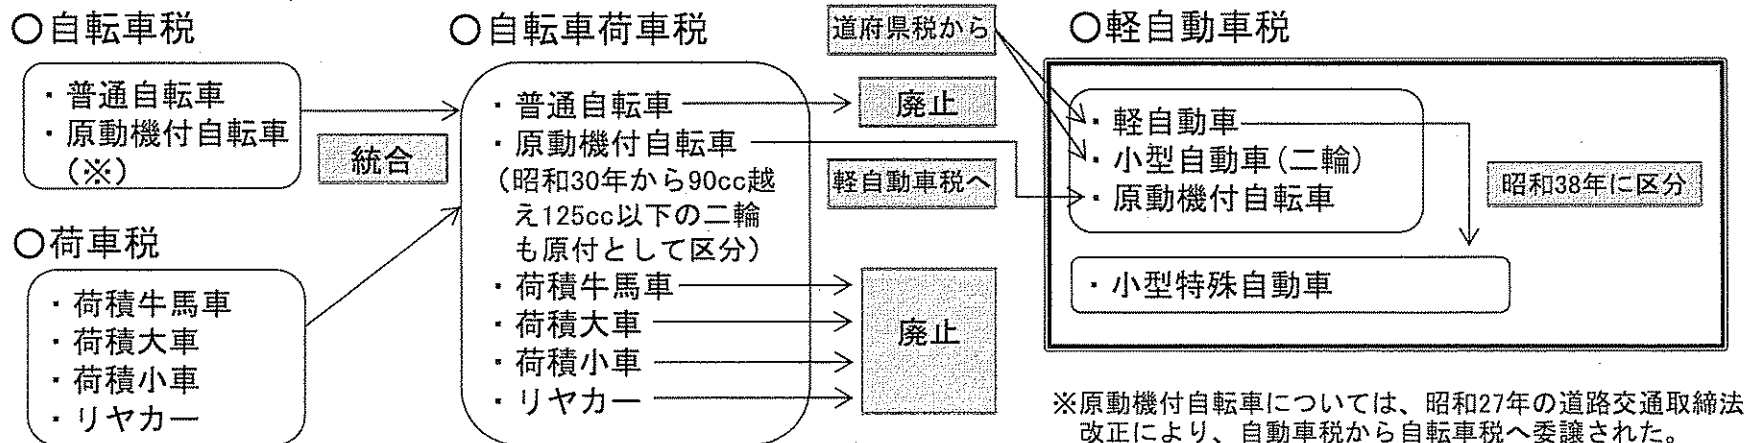 ○自転車税
・普通自転車
・原動機付自転車
(※)
統合
○荷車税
・荷積牛馬車
・荷積大車
・荷積小車
・リヤカー
○自転車荷車税
・普通自転車
・原動機付自転車
(昭和30年から90cc越
え125cc以下の二輪
も原付として区分)
・荷積牛馬車
・荷積大車
・荷積小車
・リヤカー
道府県税から
廃止
軽自動車税へ
廃止
○軽自動車税
・軽自動車
・小型自動車(二輪)
・原動機付自転車
昭和38年に区分
・小型特殊自動車
※原動機付自転車については、昭和27年の道路交通取締法
改正により、自動車税から自転車税へ委譲された。